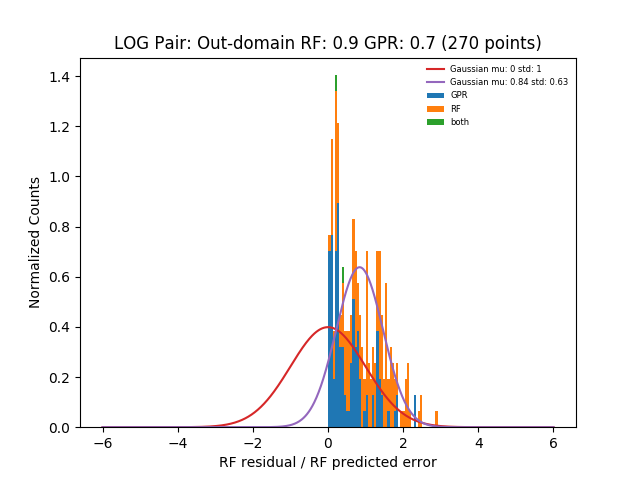 LOG Pair: Out-domain RF: 0.9 GPR: 0.7 (270 points)
Gaussian mu: 0 std: 1
Gaussian mu: 0.84 std: 0.63
GPR
RF
both
Normalized Counts
1.4
1.2
1.0
0.8
0.6
0.4
0.2
0.0
−6 −4 −2 0 2 4 6
RF residual / RF predicted error